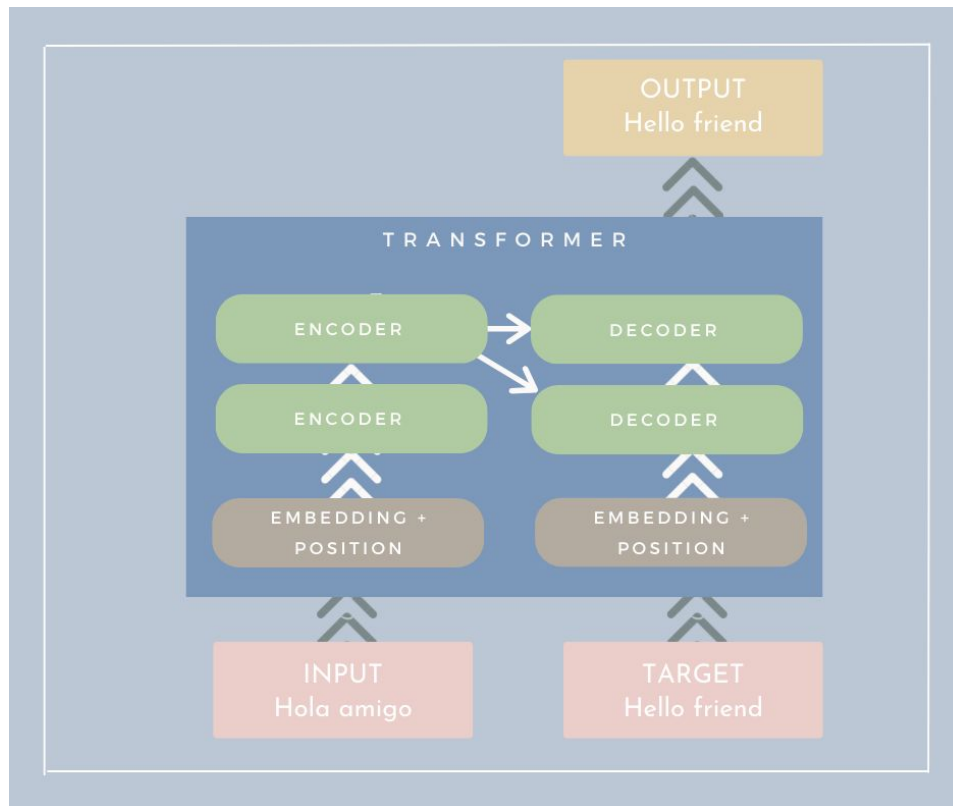 OUTPUT
Hello friend
TRANSFORMER
ENCODER
DECODER
ENCODER
DECODER
EMBEDDING +
POSITION
EMBEDDING +
POSITION
INPUT
Hola amigo
TARGET
Hello friend